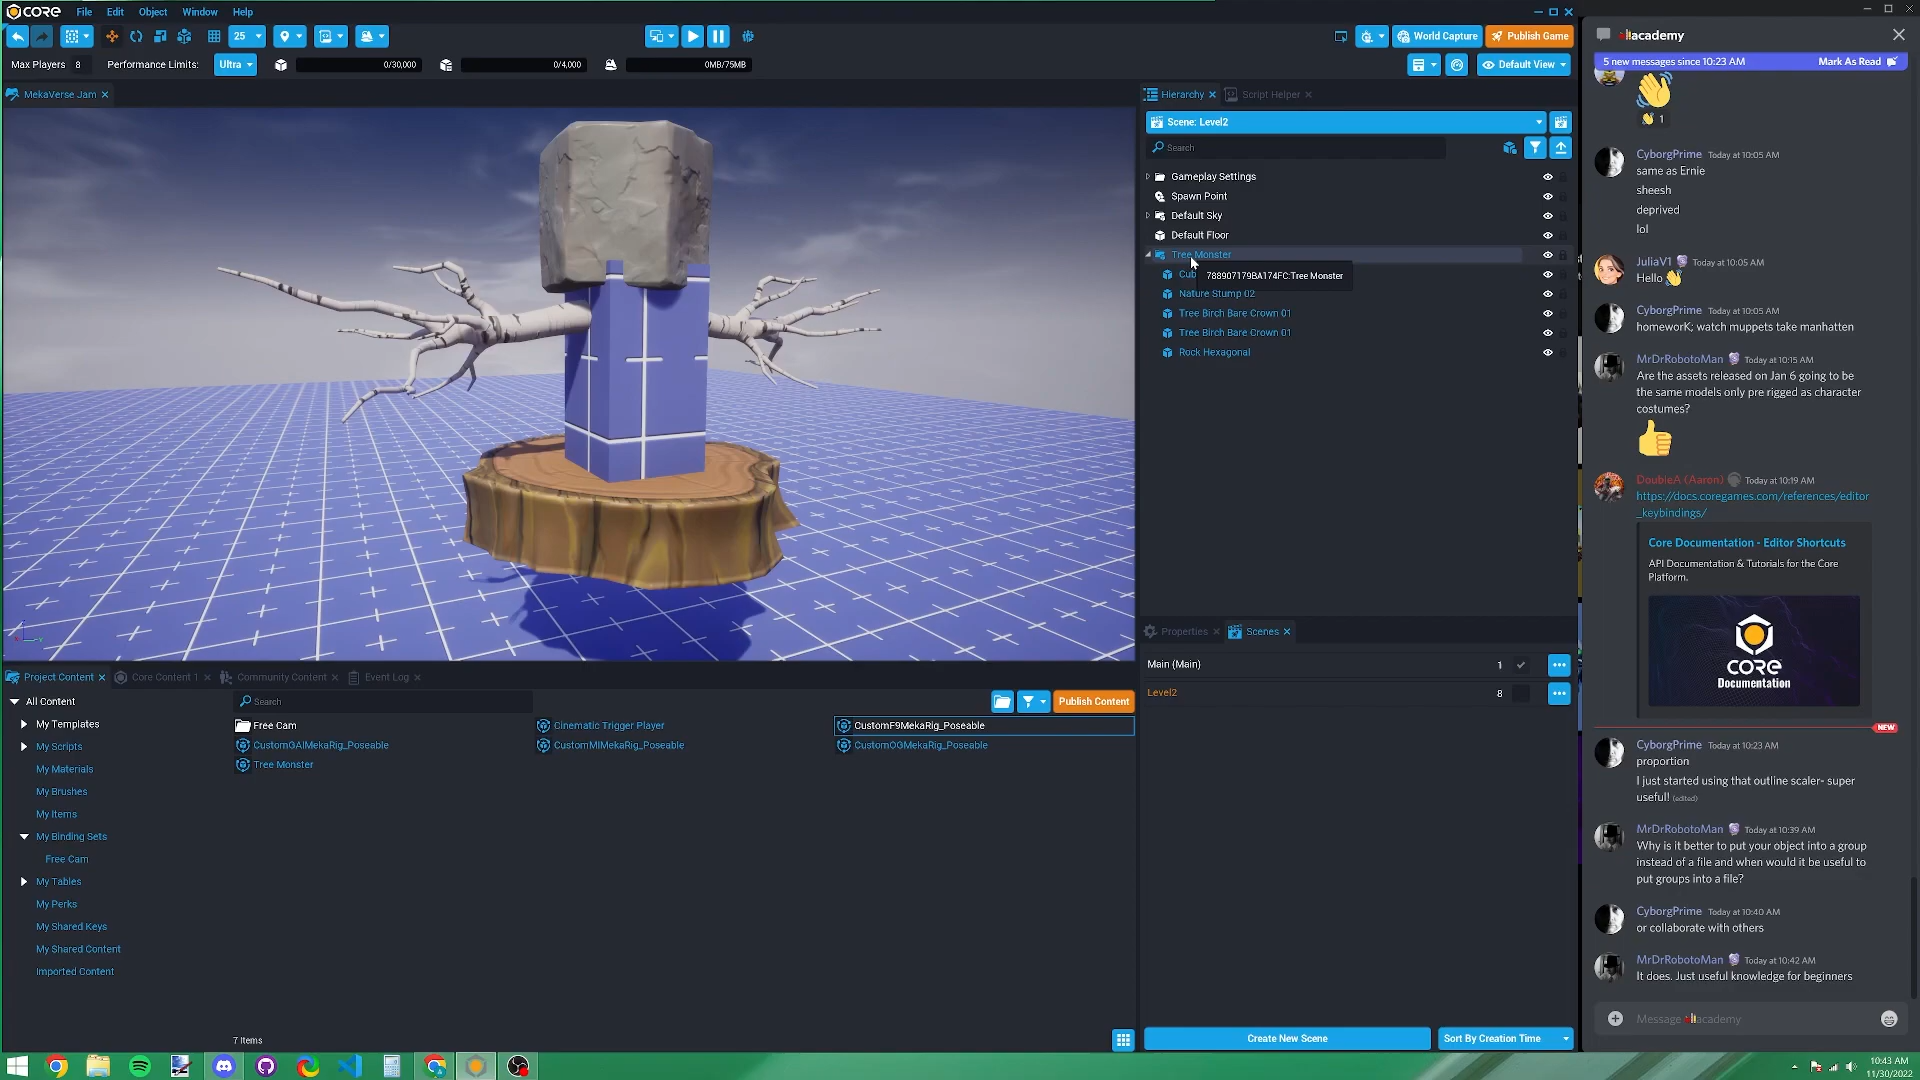 CORE File Edit Object Window Help
25 World Capture Publish Game
Max Players 8 Performance Limits: Ultra 0/30,000 0/4,000 0MB/75MB Default View
MekaVerse Jam
Hierarchy Script Helper
Scene: Level2
Search
Gameplay Settings
Spawn Point
Default Sky
Default Floor
Tree Monster
Cub 788907179BA174FC:Tree Monster
Nature Stump 02
Tree Birch Bare Crown 01
Tree Birch Bare Crown 01
Rock Hexagonal
Properties Scenes
Main (Main) 1
Level2 8
Create New Scene Sort By Creation Time
Project Content Core Content 1 Community Content Event Log
All Content
My Templates
My Scripts
My Materials
My Brushes
My Items
My Binding Sets
Free Cam
My Tables
My Perks
My Shared Keys
My Shared Content
Imported Content
Search Publish Content
Free Cam Cinematic Trigger Player CustomF9MekaRig_Poseable
CustomGAIMekaRig_Poseable CustomMIMekaRig_Poseable CustomOGMekaRig_Poseable
Tree Monster
7 Items
academy
5 new messages since 10:23 AM Mark As Read
1
CyborgPrime Today at 10:05 AM
same as Ernie
sheesh
deprived
lol
JuliaV1 Today at 10:05 AM
Hello
CyborgPrime Today at 10:05 AM
homeworK; watch muppets take manhatten
MrDrRobotoMan Today at 10:15 AM
Are the assets released on Jan 6 going to be
the same models only pre rigged as character
costumes?
DoubleA (Aaron) Today at 10:19 AM
https://docs.coregames.com/references/editor
_keybindings/
Core Documentation - Editor Shortcuts
API Documentation & Tutorials for the Core
Platform.
CORE
Documentation
NEW
CyborgPrime Today at 10:23 AM
proportion
I just started using that outline scaler- super
useful! (edited)
MrDrRobotoMan Today at 10:39 AM
Why is it better to put your object into a group
instead of a file and when would it be useful to
put groups into a file?
CyborgPrime Today at 10:40 AM
or collaborate with others
MrDrRobotoMan Today at 10:42 AM
It does. Just useful knowledge for beginners
Message academy
10:43 AM
11/30/2022